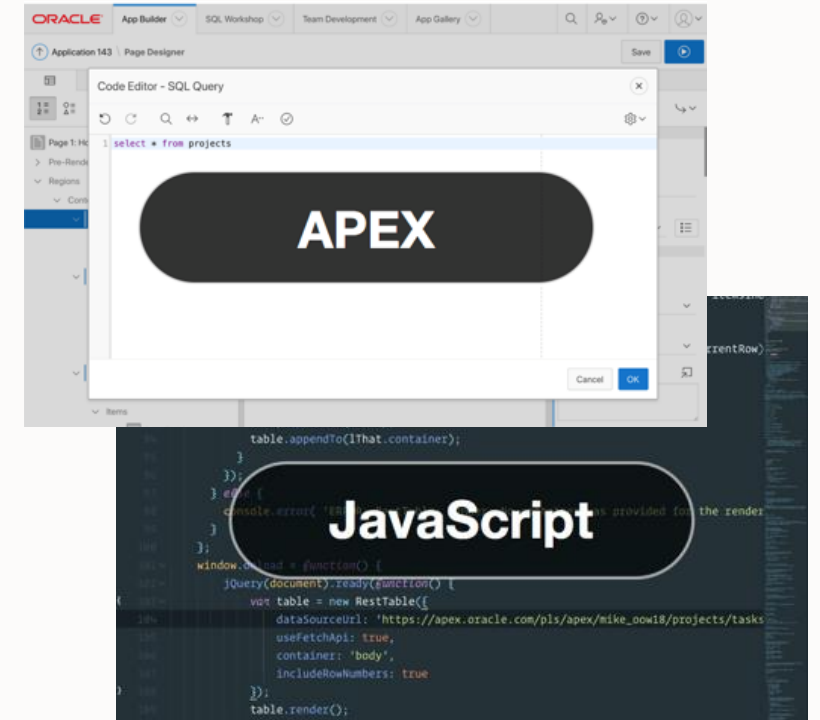 ORACLE App Builder SQL Workshop Team Development App Gallery
Application 143 \ Page Designer Save
Code Editor - SQL Query
Page 1:
1 select * from projects
Regions
APEX
Cancel OK
Items
rrentRow)
table.appendTo(lThat.container);
}
});
} else {
console.error( provided for the render
JavaScript
}
};
window.onload = function() {
jQuery(document).ready(function() {
var table = new RestTable({
dataSourceUrl: 'https://apex.oracle.com/pls/apex/mike_oow18/projects/tasks
useFetchApi: true,
container: 'body',
includeRowNumbers: true
});
table.render();